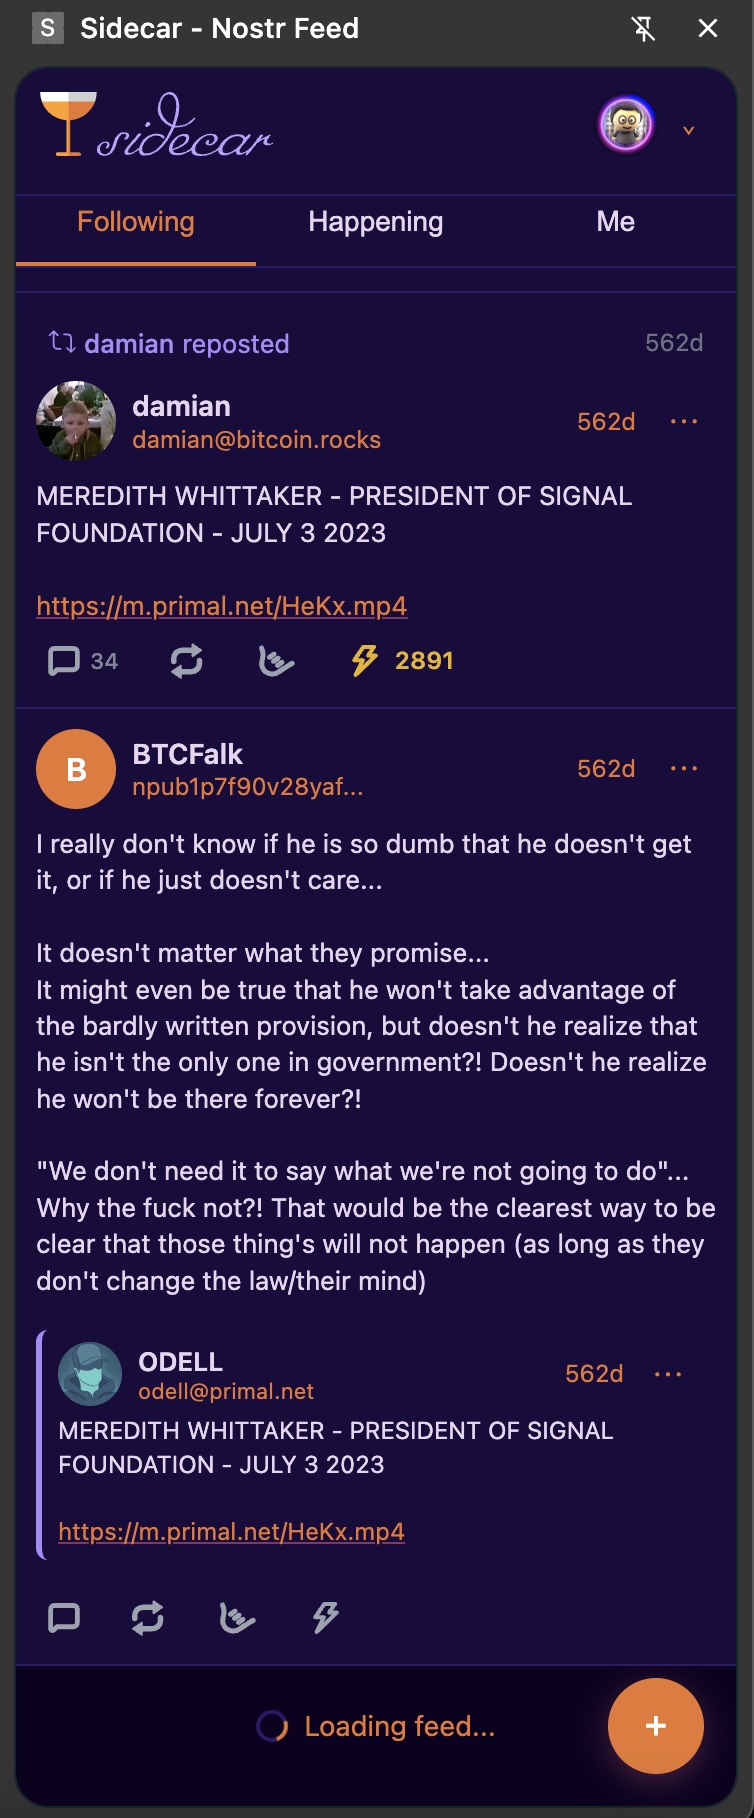 S Sidecar - Nostr Feed
sidecar
Following Happening Me
damian reposted 562d
damian
562d
damian@bitcoin.rocks
MEREDITH WHITTAKER - PRESIDENT OF SIGNAL
FOUNDATION - JULY 3 2023
https://m.primal.net/HeKx.mp4
34 2891
B
BTCFalk
562d
npub1p7f90v28yaf...
I really don't know if he is so dumb that he doesn't get
it, or if he just doesn't care...
It doesn't matter what they promise...
It might even be true that he won't take advantage of
the bardly written provision, but doesn't he realize that
he isn't the only one in government?! Doesn't he realize
he won't be there forever?!
"We don't need it to say what we're not going to do"...
Why the fuck not?! That would be the clearest way to be
clear that those thing's will not happen (as long as they
don't change the law/their mind)
ODELL
562d
odell@primal.net
MEREDITH WHITTAKER - PRESIDENT OF SIGNAL
FOUNDATION - JULY 3 2023
https://m.primal.net/HeKx.mp4
Loading feed...
+